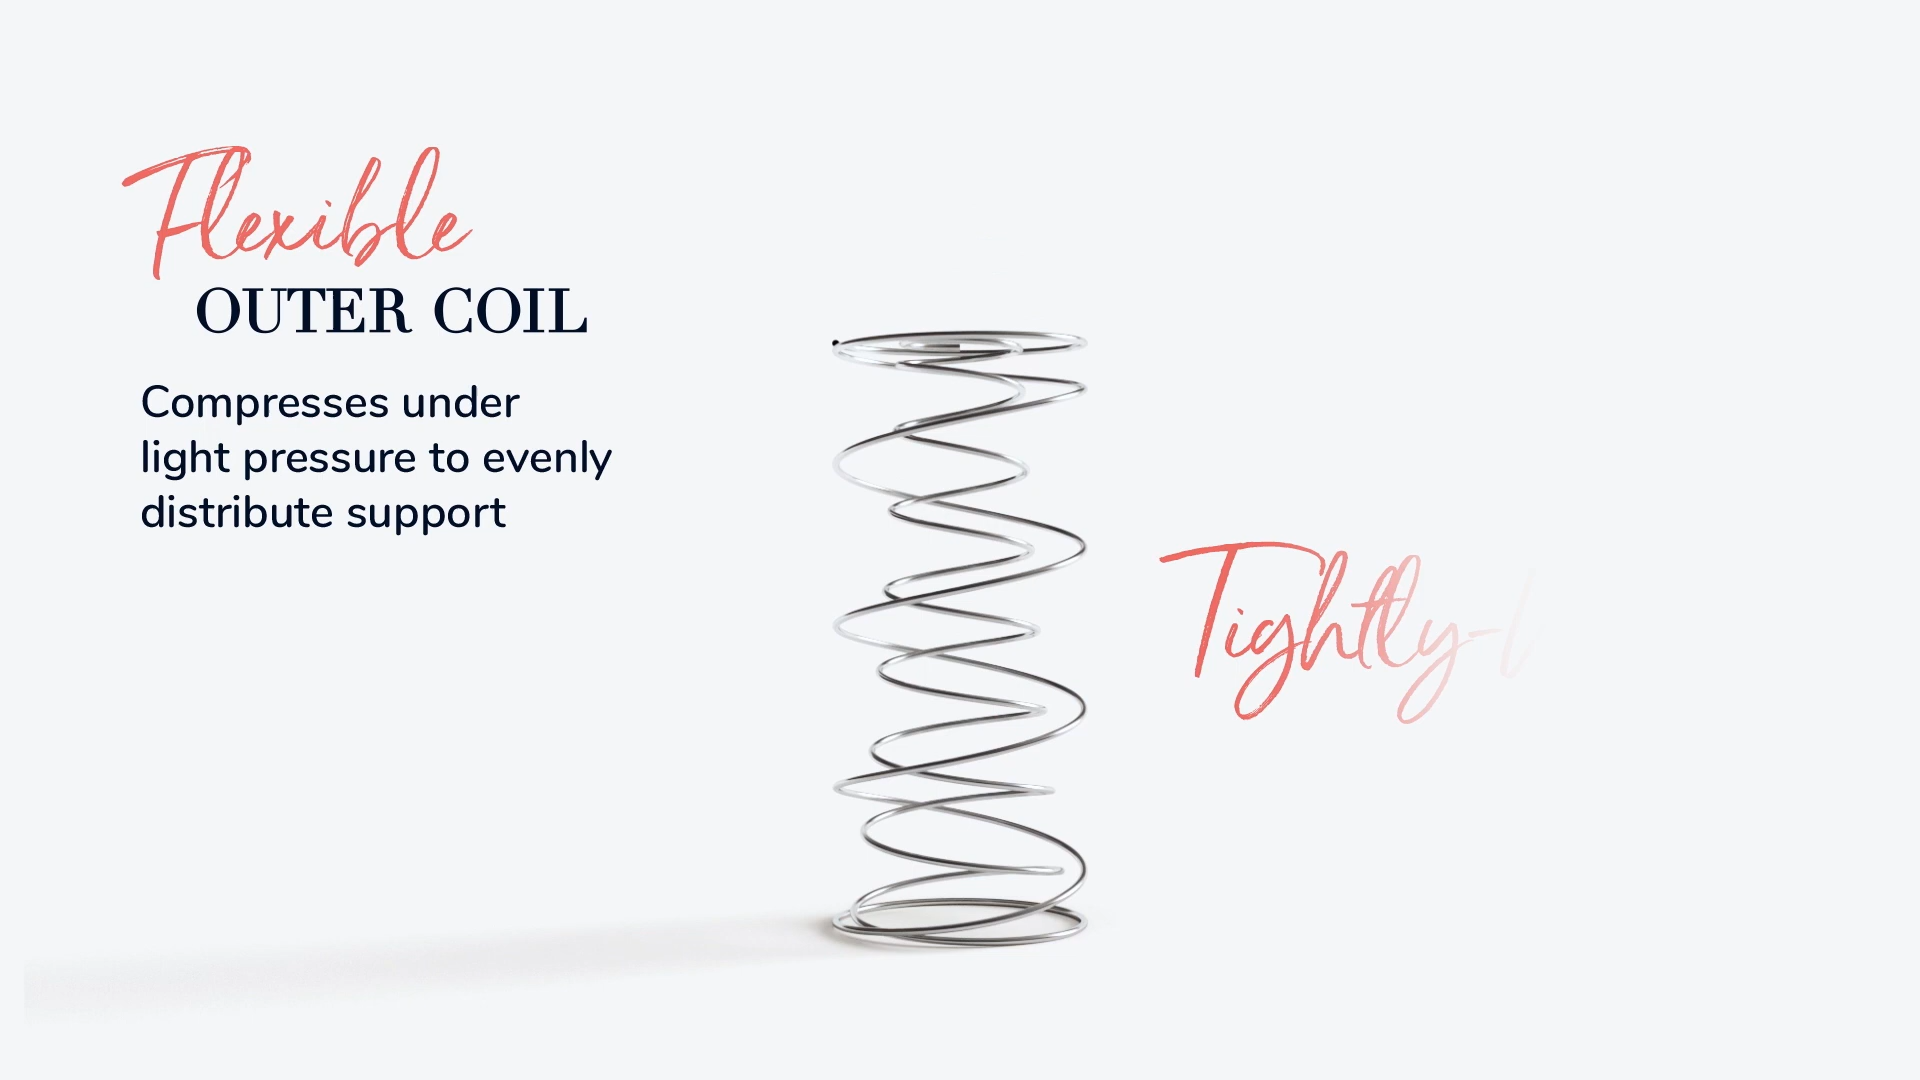 Flexible
OUTER COIL
Compresses under
light pressure to evenly
distribute support
Tightly-